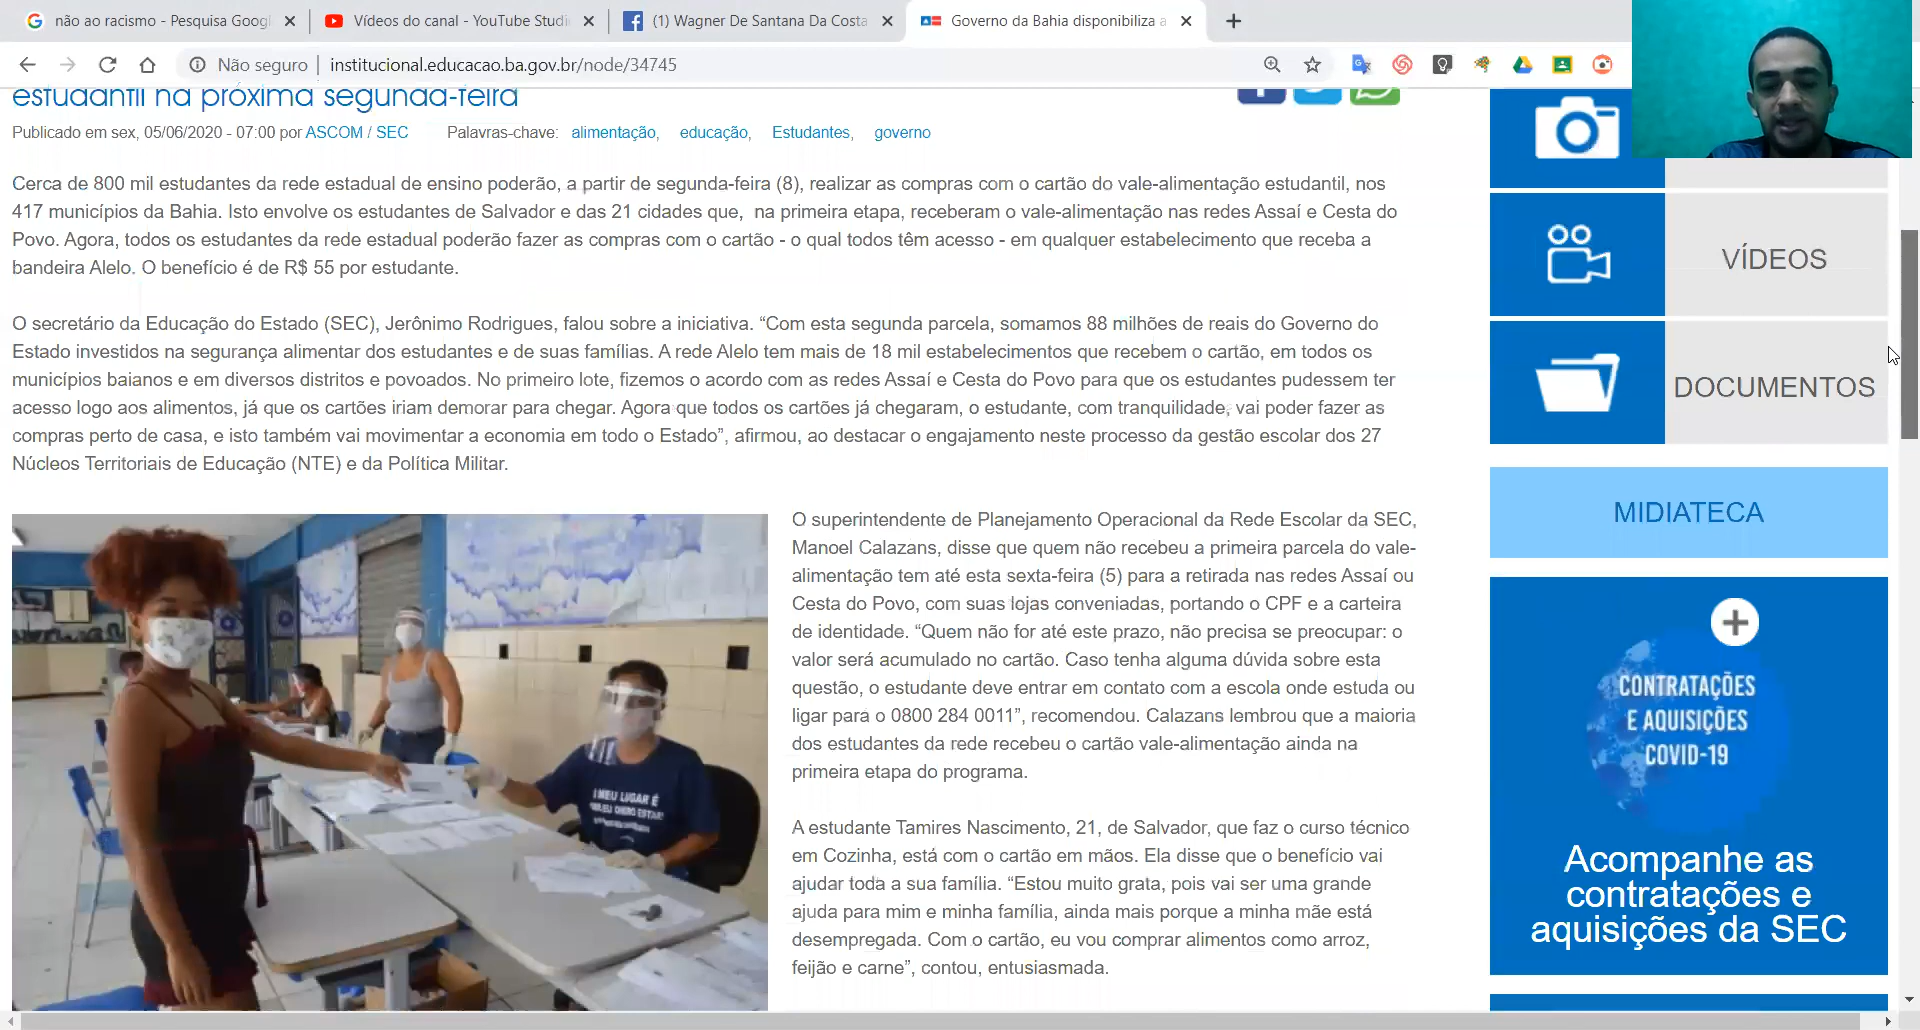 não ao racismo - Pesquisa Goog
Vídeos do canal - YouTube Studi
(1) Wagner De Santana Da Costa
Governo da Bahia disponibiliza a
Não seguro | institucional.educacao.ba.gov.br/node/34745
estudantil na próxima segunda-feira
Publicado em sex, 05/06/2020 - 07:00 por ASCOM / SEC Palavras-chave: alimentação, educação, Estudantes, governo
Cerca de 800 mil estudantes da rede estadual de ensino poderão, a partir de segunda-feira (8), realizar as compras com o cartão do vale-alimentação estudantil, nos
417 municípios da Bahia. Isto envolve os estudantes de Salvador e das 21 cidades que, na primeira etapa, receberam o vale-alimentação nas redes Assaí e Cesta do
Povo. Agora, todos os estudantes da rede estadual poderão fazer as compras com o cartão - o qual todos têm acesso - em qualquer estabelecimento que receba a
bandeira Alelo. O benefício é de R$ 55 por estudante.
O secretário da Educação do Estado (SEC), Jerônimo Rodrigues, falou sobre a iniciativa. “Com esta segunda parcela, somamos 88 milhões de reais do Governo do
Estado investidos na segurança alimentar dos estudantes e de suas famílias. A rede Alelo tem mais de 18 mil estabelecimentos que recebem o cartão, em todos os
municípios baianos e em diversos distritos e povoados. No primeiro lote, fizemos o acordo com as redes Assaí e Cesta do Povo para que os estudantes pudessem ter
acesso logo aos alimentos, já que os cartões iriam demorar para chegar. Agora que todos os cartões já chegaram, o estudante, com tranquilidade, vai poder fazer as
compras perto de casa, e isto também vai movimentar a economia em todo o Estado”, afirmou, ao destacar o engajamento neste processo da gestão escolar dos 27
Núcleos Territoriais de Educação (NTE) e da Política Militar.
O superintendente de Planejamento Operacional da Rede Escolar da SEC,
Manoel Calazans, disse que quem não recebeu a primeira parcela do vale-
alimentação tem até esta sexta-feira (5) para a retirada nas redes Assaí ou
Cesta do Povo, com suas lojas conveniadas, portando o CPF e a carteira
de identidade. “Quem não for até este prazo, não precisa se preocupar: o
valor será acumulado no cartão. Caso tenha alguma dúvida sobre esta
questão, o estudante deve entrar em contato com a escola onde estuda ou
ligar para o 0800 284 0011”, recomendou. Calazans lembrou que a maioria
dos estudantes da rede recebeu o cartão vale-alimentação ainda na
primeira etapa do programa.
A estudante Tamires Nascimento, 21, de Salvador, que faz o curso técnico
em Cozinha, está com o cartão em mãos. Ela disse que o benefício vai
ajudar toda a sua família. “Estou muito grata, pois vai ser uma grande
ajuda para mim e minha família, ainda mais porque a minha mãe está
desempregada. Com o cartão, eu vou comprar alimentos como arroz,
feijão e carne”, contou, entusiasmada.
MEU LUGAR É
VÍDEOS
DOCUMENTOS
MIDIATECA
CONTRATAÇÕES
E AQUISIÇÕES
COVID-19
Acompanhe as
contratações e
aquisições da SEC